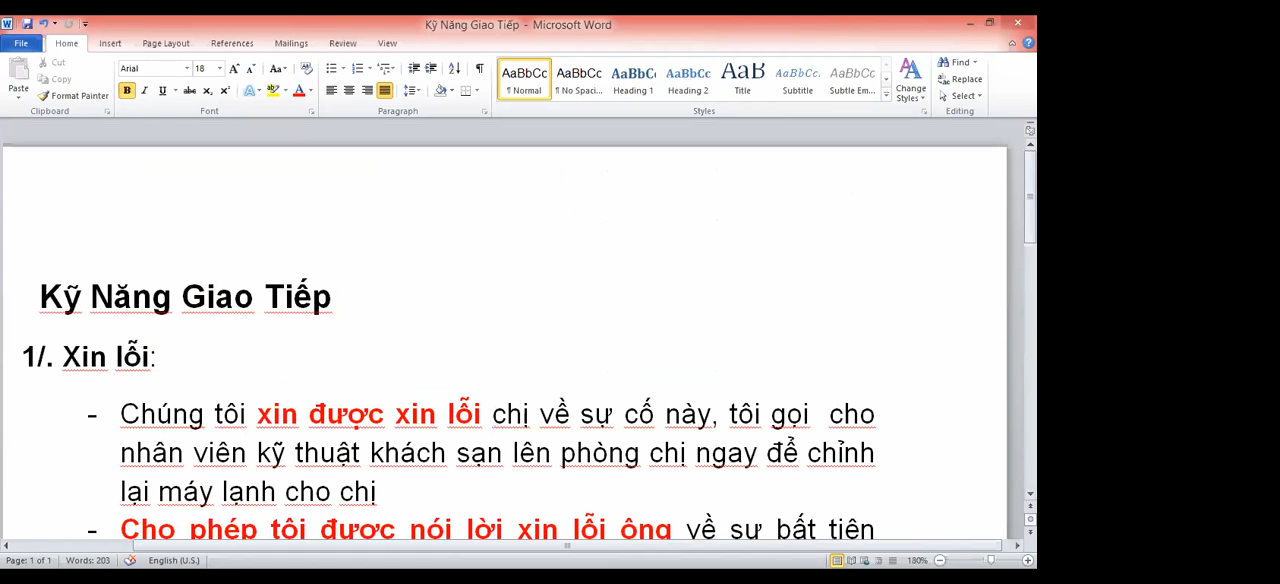 Kỹ Năng Giao Tiếp - Microsoft Word
File Home Insert Page Layout References Mailings Review View
Paste
Cut
Copy
Format Painter
Clipboard
Arial 18
Font
Paragraph
AaBbCc AaBbCc AaBbC AaBbCc AaB AaBbCc. AaBbCc
¶ Normal ¶ No Spaci... Heading 1 Heading 2 Title Subtitle Subtle Em...
Change Styles
Styles
Find
Replace
Select
Editing
Kỹ Năng Giao Tiếp
1/. Xin lỗi:
- Chúng tôi xin được xin lỗi chị về sự cố này, tôi gọi cho
nhân viên kỹ thuật khách sạn lên phòng chị ngay để chỉnh
lại máy lạnh cho chị
- Cho phép tôi được nói lời xin lỗi ông về sự bất tiện
Page: 1 of 1 Words: 203 English (U.S.) 180%